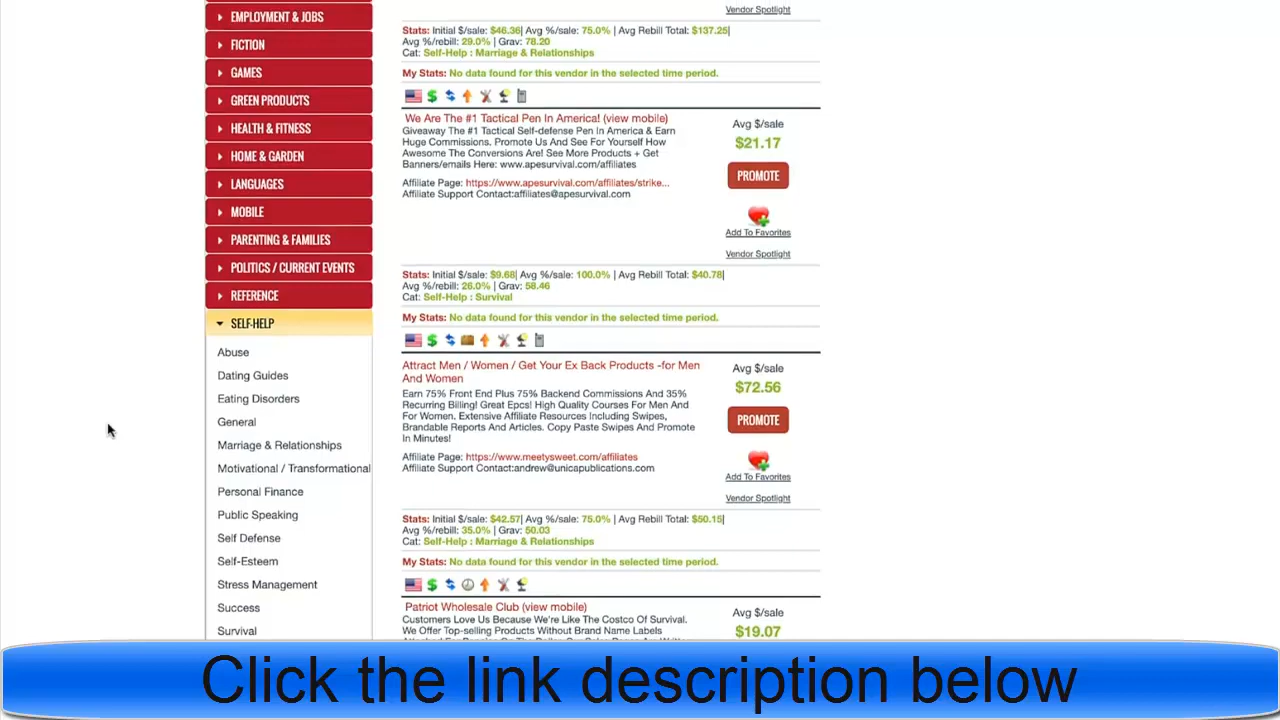 EMPLOYMENT & JOBS
FICTION
GAMES
GREEN PRODUCTS
HEALTH & FITNESS
HOME & GARDEN
LANGUAGES
MOBILE
PARENTING & FAMILIES
POLITICS / CURRENT EVENTS
REFERENCE
SELF-HELP
Abuse
Dating Guides
Eating Disorders
General
Marriage & Relationships
Motivational / Transformational
Personal Finance
Public Speaking
Self Defense
Self-Esteem
Stress Management
Success
Survival
Vendor Spotlight
Stats: Initial $/sale: $46.36| Avg %/sale: 75.0% | Avg Rebill Total: $137.25|
Avg %/rebill: 29.0% | Grav: 78.20
Cat: Self-Help : Marriage & Relationships
My Stats: No data found for this vendor in the selected time period.
We Are The #1 Tactical Pen In America! (view mobile)
Giveaway The #1 Tactical Self-defense Pen In America & Earn
Huge Commissions. Promote Us And See For Yourself How
Awesome The Conversions Are! See More Products + Get
Banners/emails Here: www.apesurvival.com/affiliates
Affiliate Page: https://www.apesurvival.com/affiliates/strike...
Affiliate Support Contact:affiliates@apesurvival.com
Avg $/sale
$21.17
PROMOTE
Add To Favorites
Vendor Spotlight
Stats: Initial $/sale: $9.68| Avg %/sale: 100.0% | Avg Rebill Total: $40.78|
Avg %/rebill: 26.0% | Grav: 58.46
Cat: Self-Help : Survival
My Stats: No data found for this vendor in the selected time period.
Attract Men / Women / Get Your Ex Back Products -for Men
And Women
Earn 75% Front End Plus 75% Backend Commissions And 35%
Recurring Billing! Great Epcs! High Quality Courses For Men And
For Women. Extensive Affiliate Resources Including Swipes,
Brandable Reports And Articles. Copy Paste Swipes And Promote
In Minutes!
Affiliate Page: https://www.meetysweet.com/affiliates
Affiliate Support Contact:andrew@unicapublications.com
Avg $/sale
$72.56
PROMOTE
Add To Favorites
Vendor Spotlight
Stats: Initial $/sale: $42.57| Avg %/sale: 75.0% | Avg Rebill Total: $50.15|
Avg %/rebill: 35.0% | Grav: 50.03
Cat: Self-Help : Marriage & Relationships
My Stats: No data found for this vendor in the selected time period.
Patriot Wholesale Club (view mobile)
Customers Love Us Because We're Like The Costco Of Survival.
We Offer Top-selling Products Without Brand Name Labels
Avg $/sale
$19.07
Click the link description below